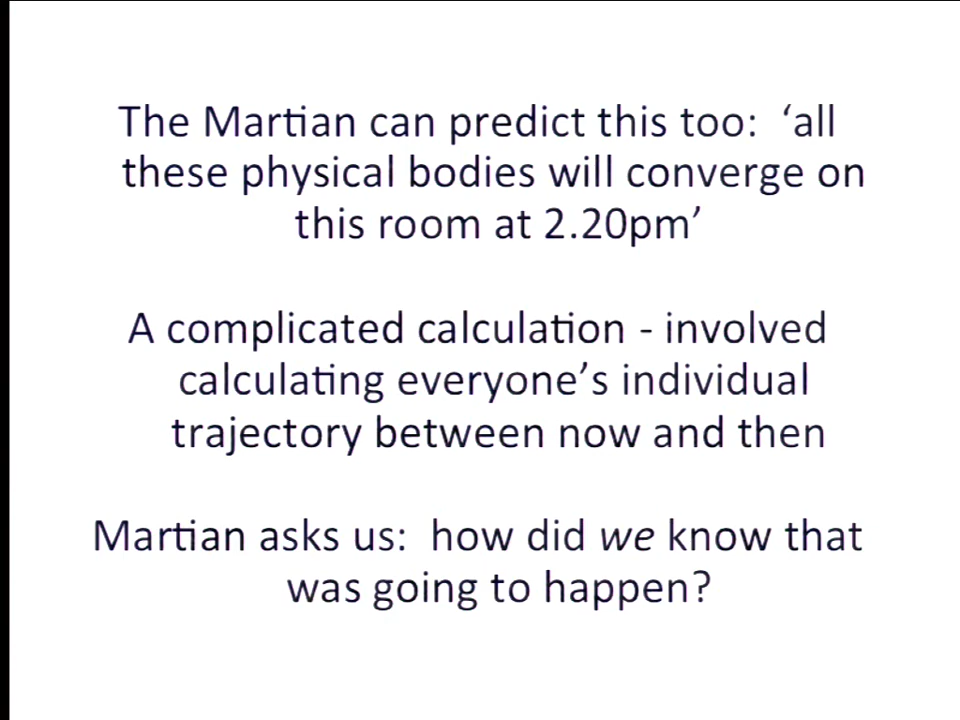 The Martian can predict this too:  ‘all
these physical bodies will converge on
this room at 2.20pm’
A complicated calculation - involved
calculating everyone’s individual
trajectory between now and then
Martian asks us:  how did we know that
was going to happen?